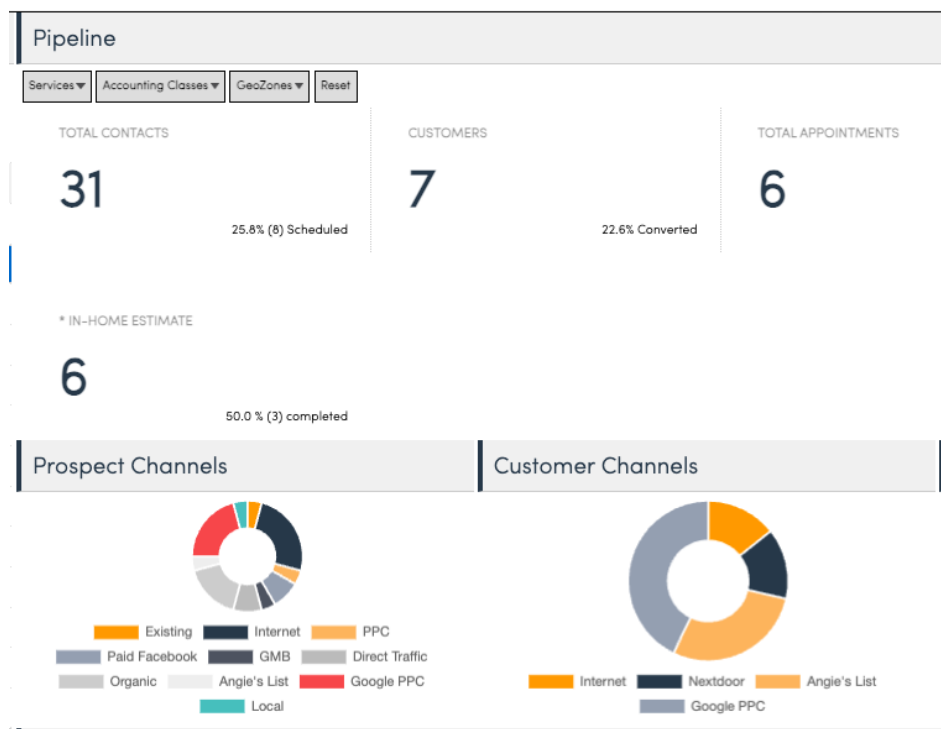 Pipeline
Services▼ Accounting Classes▼ GeoZones▼ Reset
TOTAL CONTACTS CUSTOMERS TOTAL APPOINTMENTS
31 7 6
25.8% (8) Scheduled 22.6% Converted
* IN-HOME ESTIMATE
6
50.0 % (3) completed
Prospect Channels Customer Channels
Existing Internet PPC
Paid Facebook GMB Direct Traffic
Organic Angie's List Google PPC
Local
Internet Nextdoor Angie's List
Google PPC